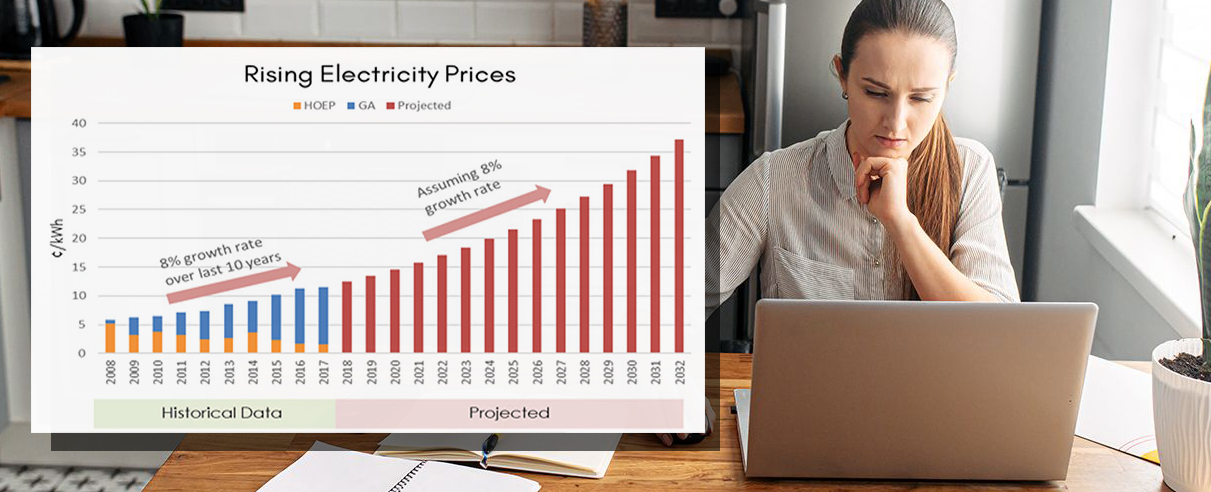 Rising Electricity Prices
HOEP GA Projected
40
35
30
25
20
15
10
5
0
¢/kWh
8% growth rate
over last 10 years
Assuming 8%
growth rate
2008 2009 2010 2011 2012 2013 2014 2015 2016 2017 2018 2019 2020 2021 2022 2023 2024 2025 2026 2027 2028 2029 2030 2031 2032
Historical Data Projected